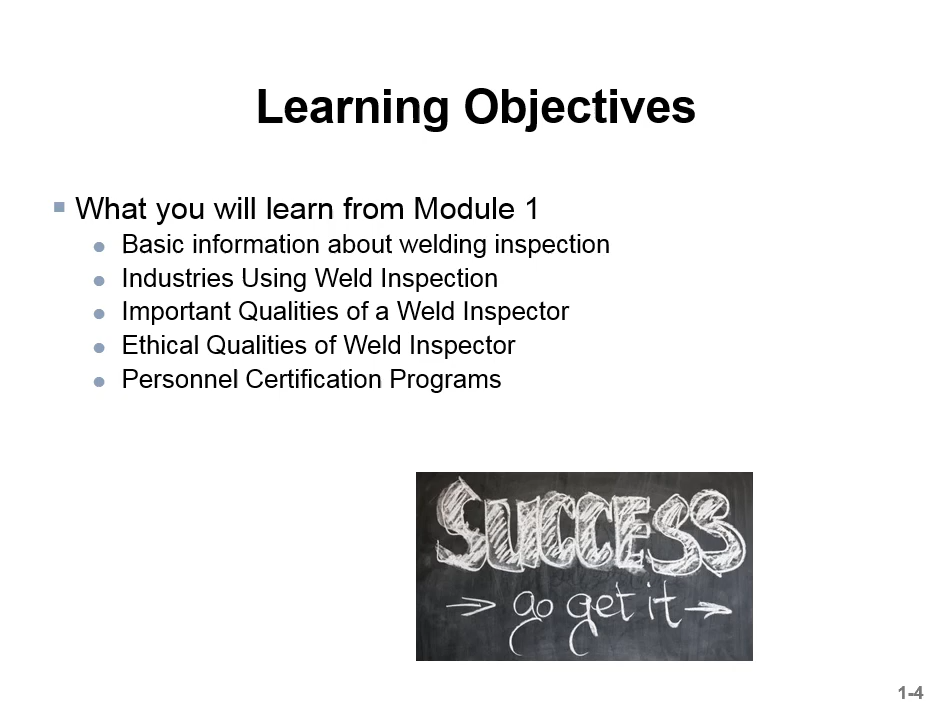 Learning Objectives
What you will learn from Module 1
Basic information about welding inspection
Industries Using Weld Inspection
Important Qualities of a Weld Inspector
Ethical Qualities of Weld Inspector
Personnel Certification Programs
SUCCESS
go get it
1-4